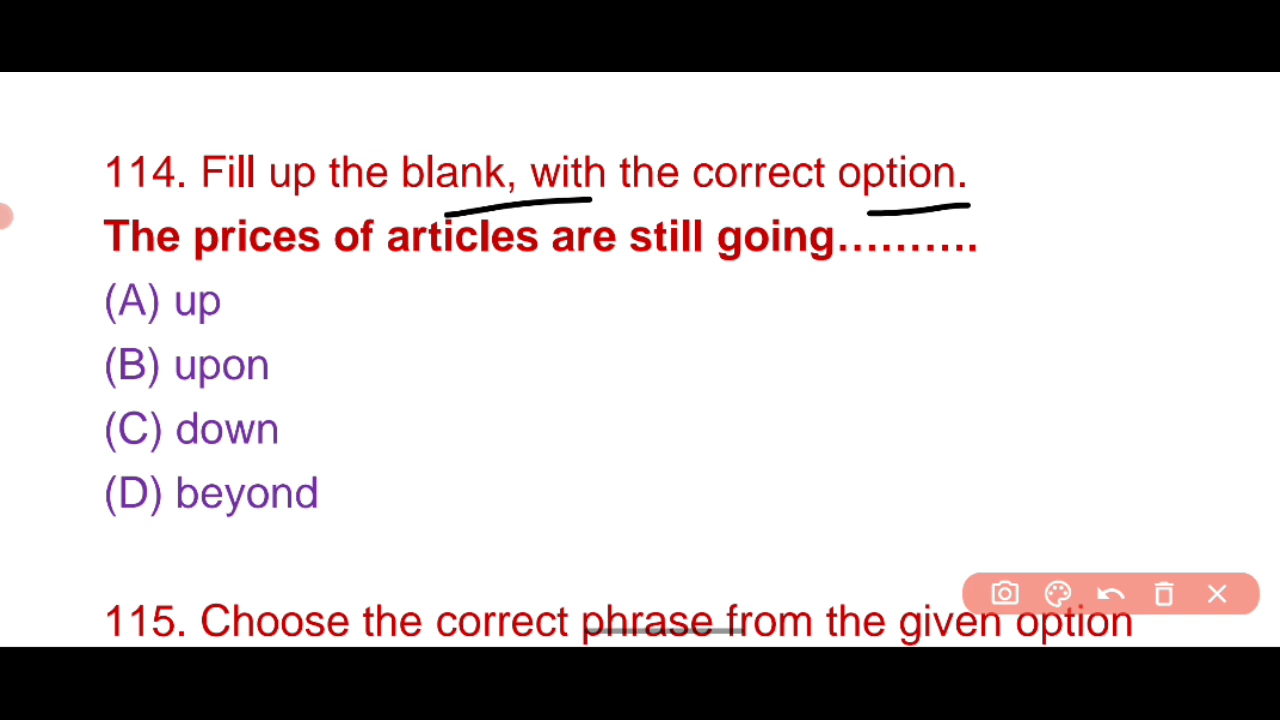 114. Fill up the blank, with the correct option.
The prices of articles are still going..........
(A) up
(B) upon
(C) down
(D) beyond
115. Choose the correct phrase from the given option